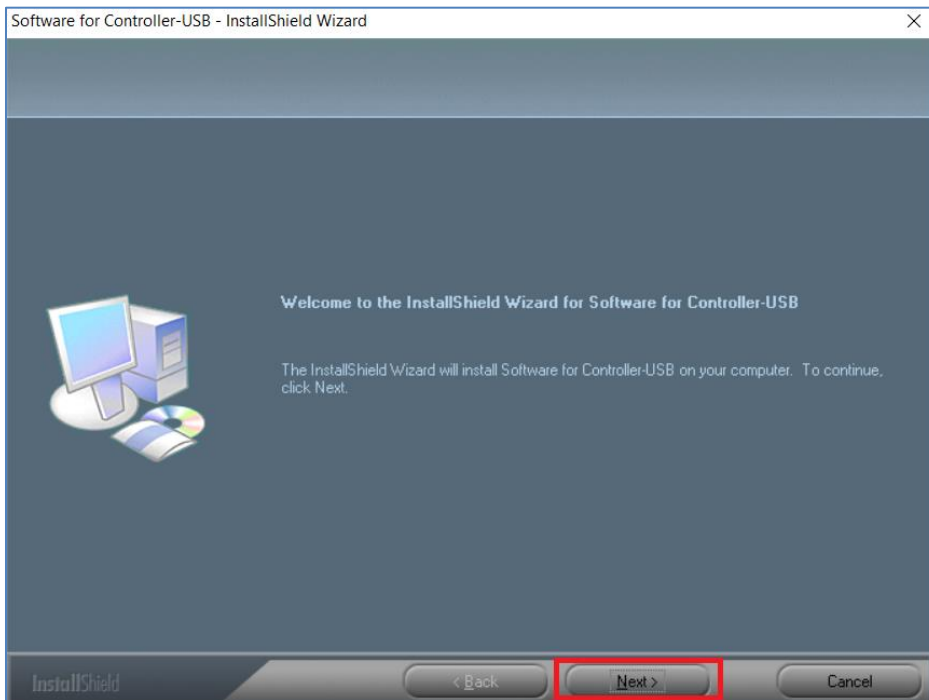 Software for Controller-USB - InstallShield Wizard
Welcome to the InstallShield Wizard for Software for Controller-USB
The InstallShield Wizard will install Software for Controller-USB on your computer. To continue,
click Next.
InstallShield
< Back
Next >
Cancel